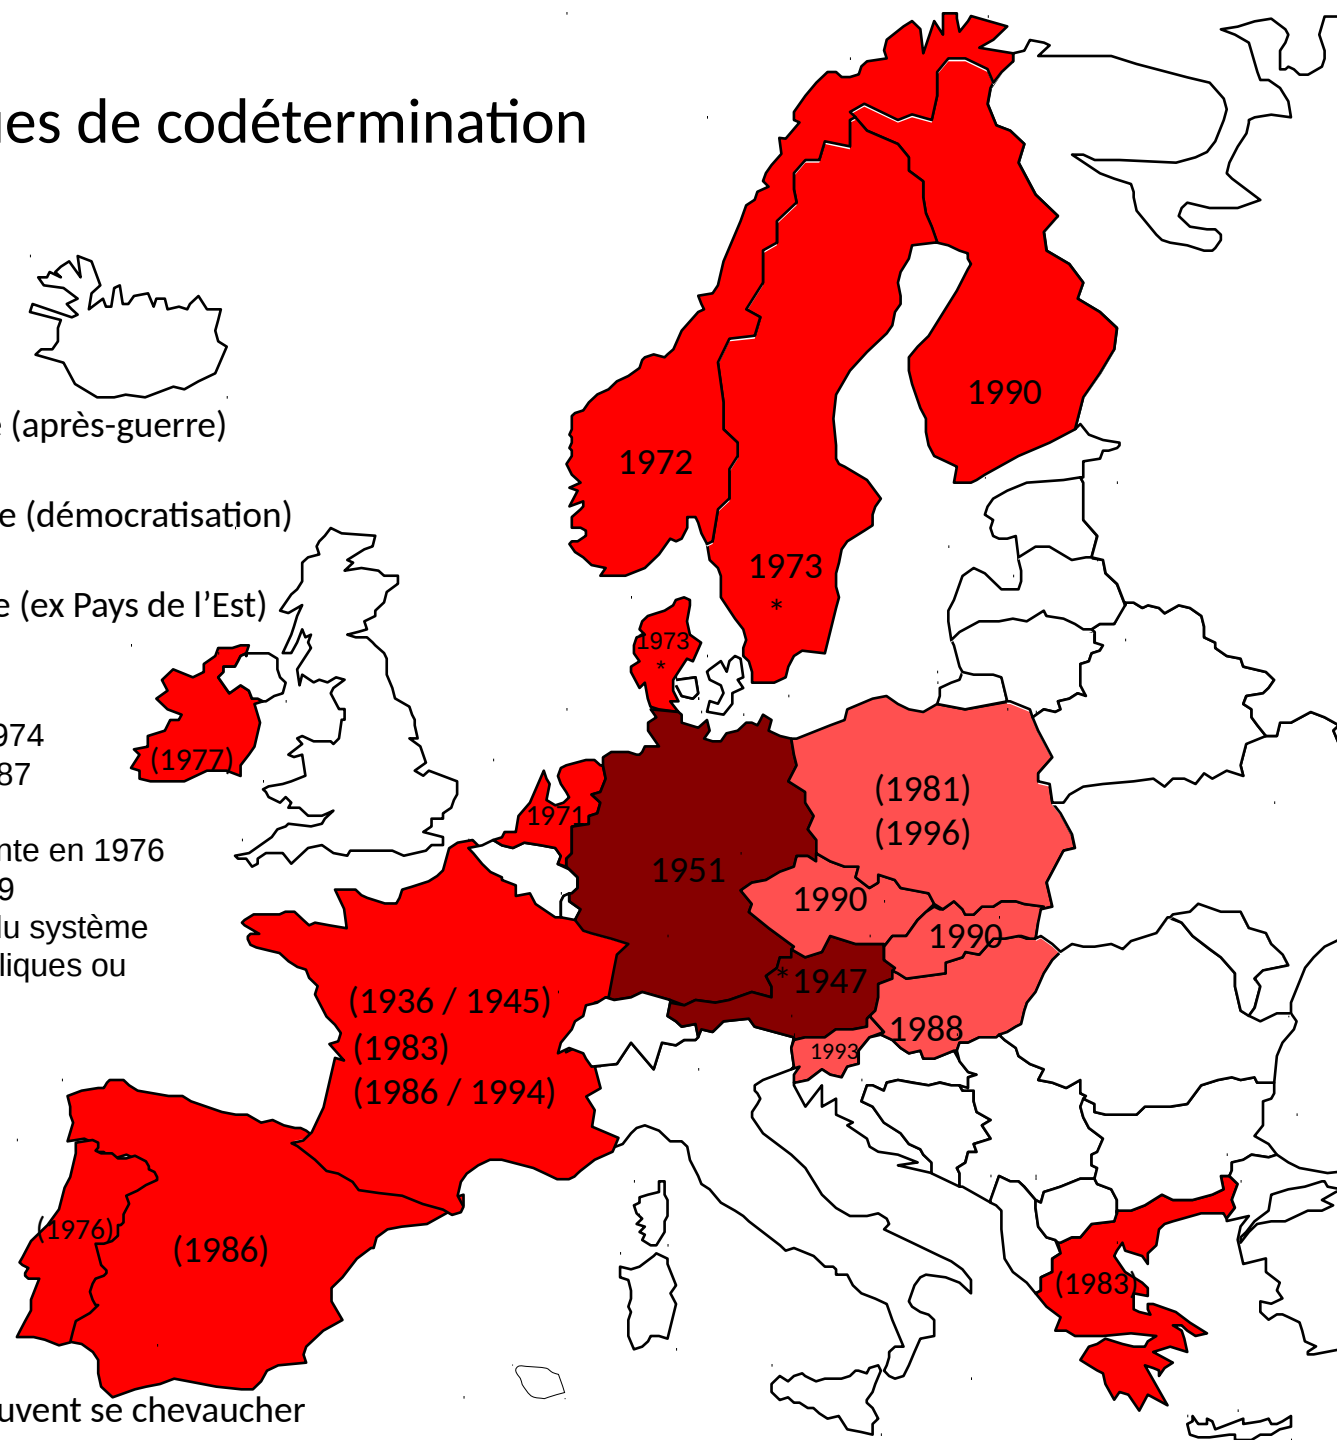 ues de codétermination
e (après-guerre)
e (démocratisation)
e (ex Pays de l’Est)
974
87
nte en 1976
9
du système
liques ou
uvent se chevaucher
1990
1972
1973
*
1973
*
(1977)
1971
1951
(1981)
(1996)
1990
1990
*1947
1988
1993
(1936 / 1945)
(1983)
(1986 / 1994)
(1976)
(1986)
(1983)